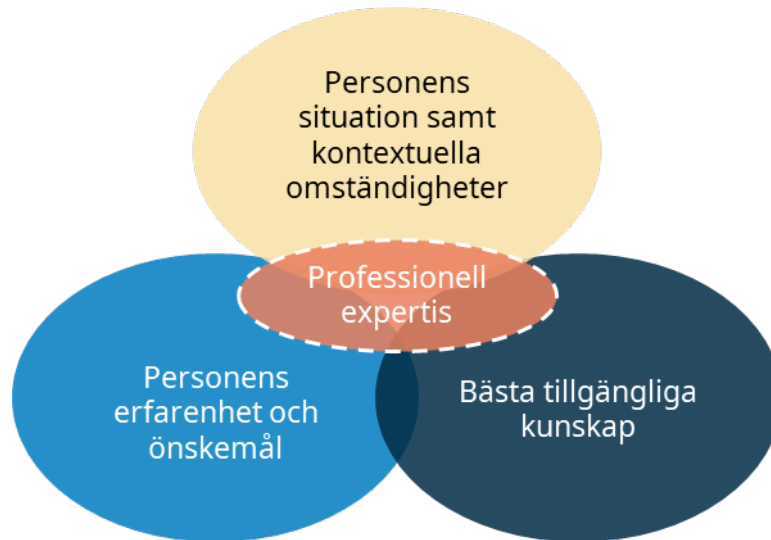 Personens
situation samt
kontextuella
omständigheter
Professionell
expertis
Personens
erfarenhet och
önskemål
Bästa tillgängliga
kunskap